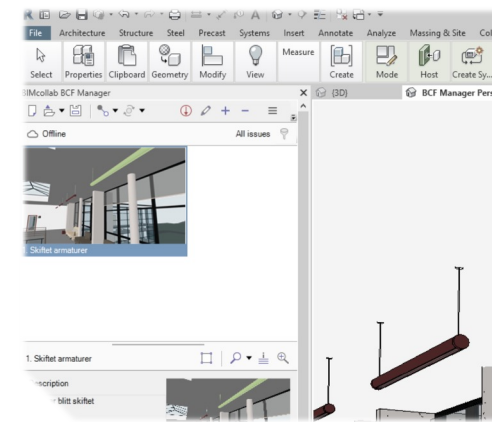 File Architecture Structure Steel Precast Systems Insert Annotate Analyze Massing & Site
Measure
Select Properties Clipboard Geometry Modify View Create Mode Host Create Sy...
BCF Manager
{3D}
BCF Manager
Offline All issues
Skiftet armaturer
1. Skiftet armaturer
blitt skiftet